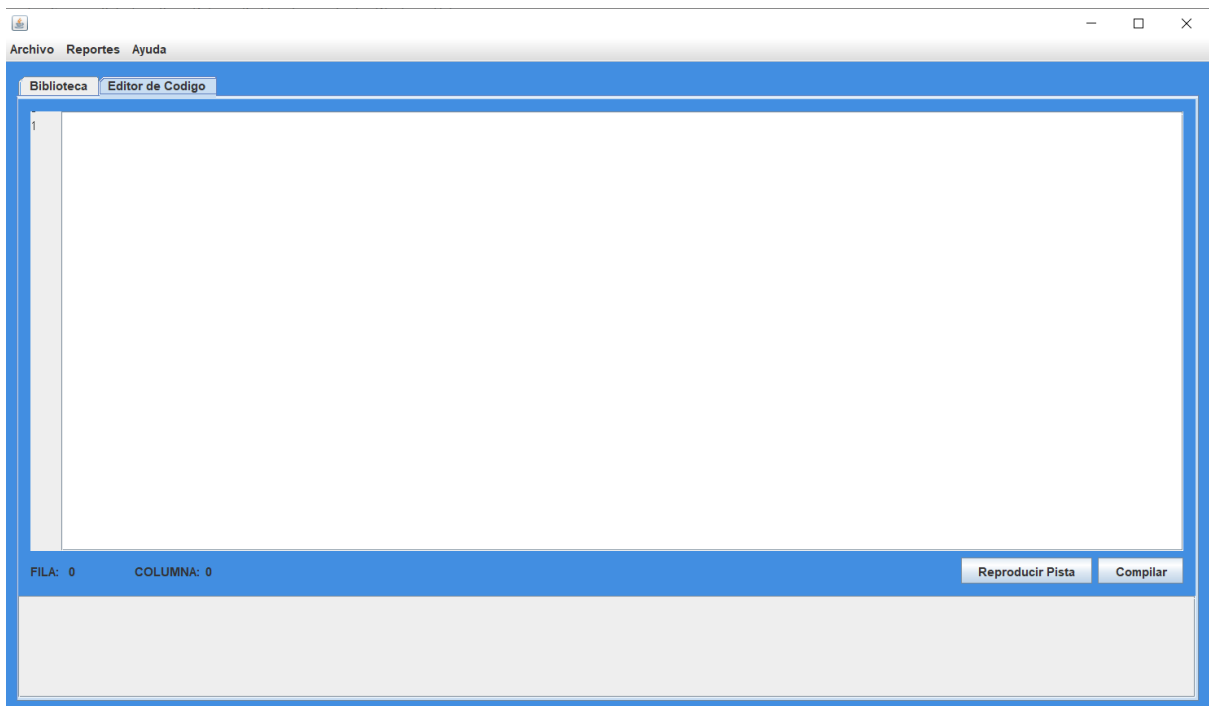 Archivo Reportes Ayuda
Biblioteca Editor de Codigo
1
FILA: 0 COLUMNA: 0 Reproducir Pista Compilar